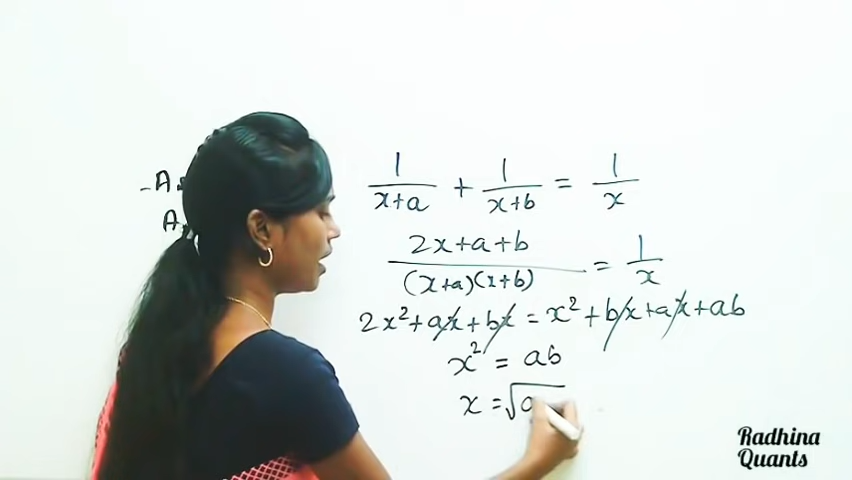 -A
A
1/(x+a) + 1/(x+b) = 1/x
(2x+a+b)/((x+a)(x+b)) = 1/x
2x²+ax+bx = x²+bx+ax+ab
x² = ab
x = √a
Radhina
Quants